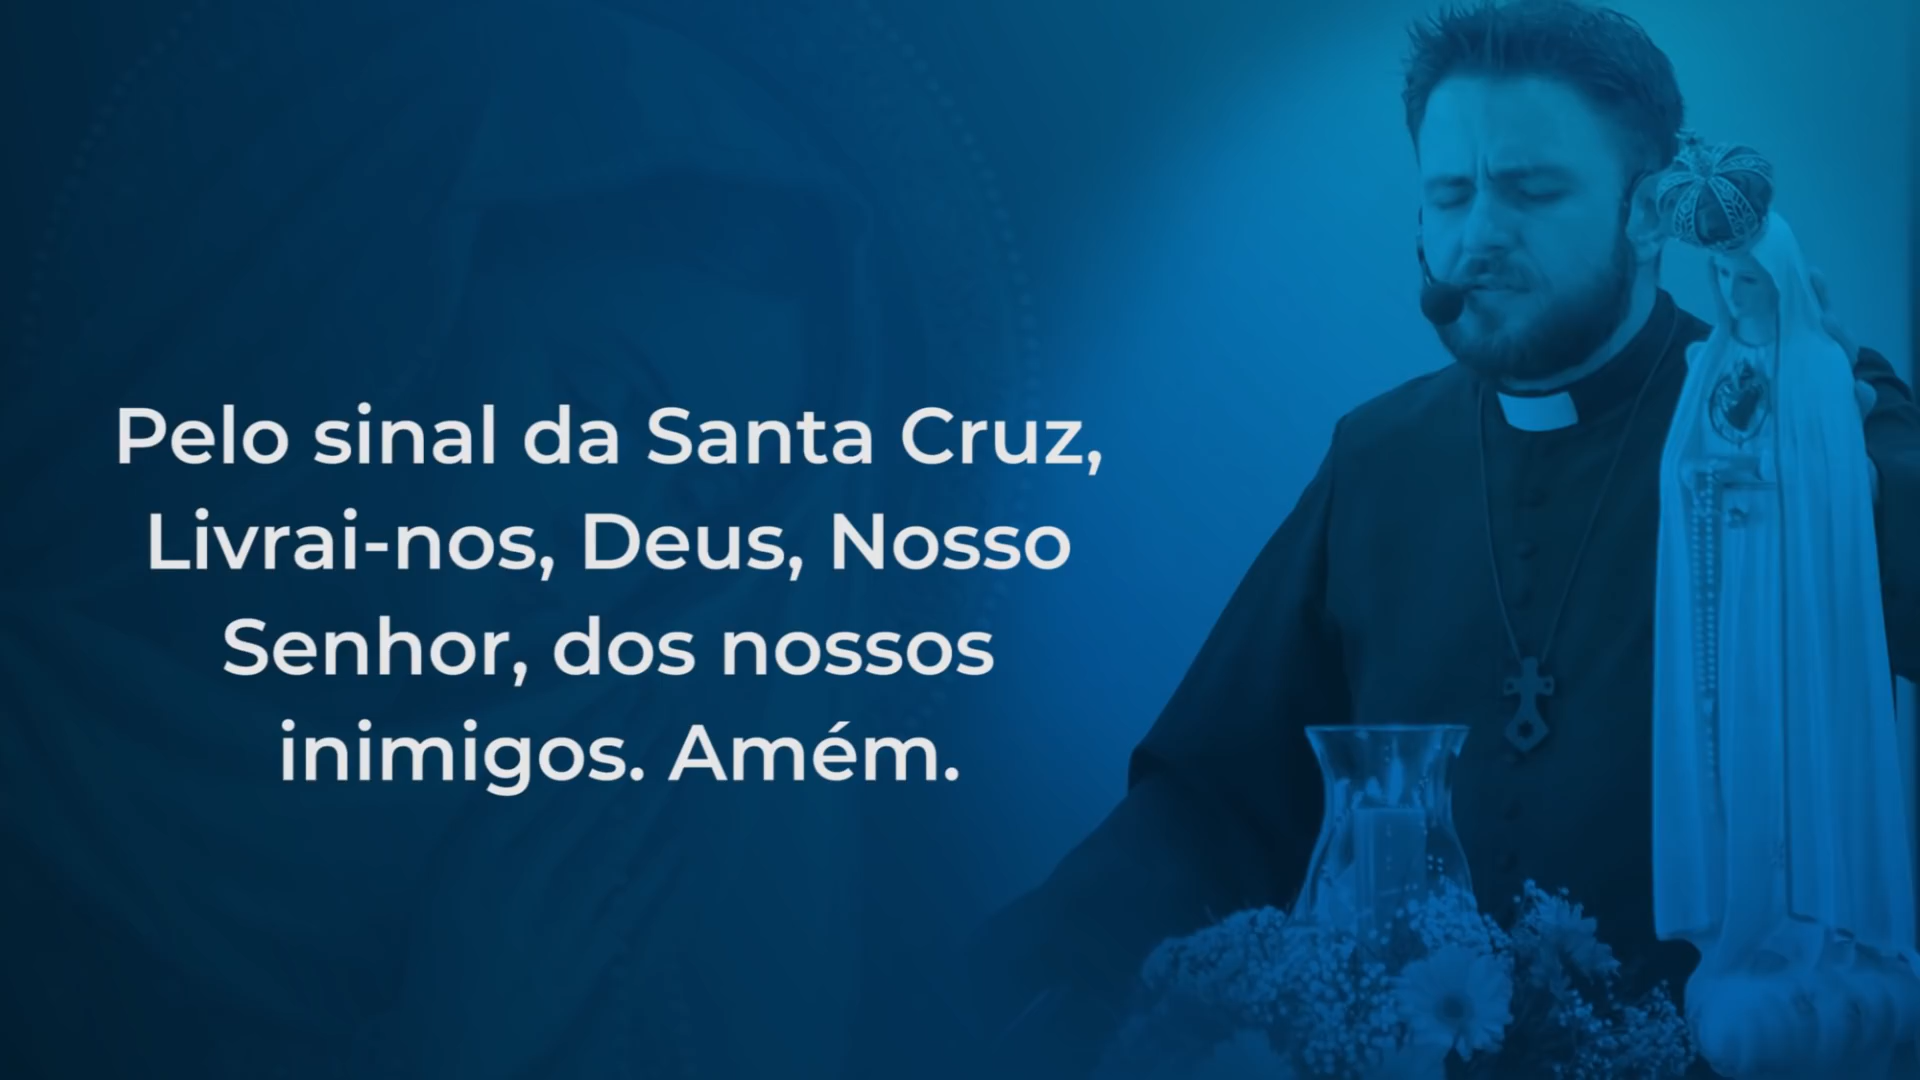 Pelo sinal da Santa Cruz,
Livrai-nos, Deus, Nosso
Senhor, dos nossos
inimigos. Amém.